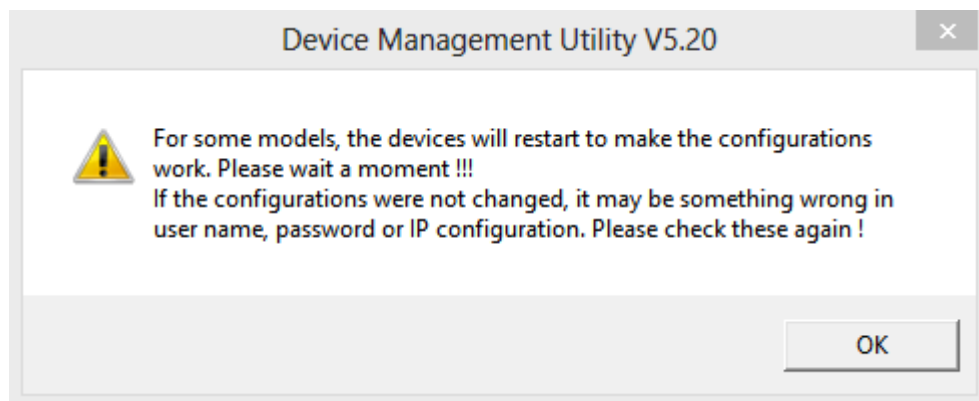 Device Management Utility V5.20
For some models, the devices will restart to make the configurations
work. Please wait a moment !!!
If the configurations were not changed, it may be something wrong in
user name, password or IP configuration. Please check these again !
OK